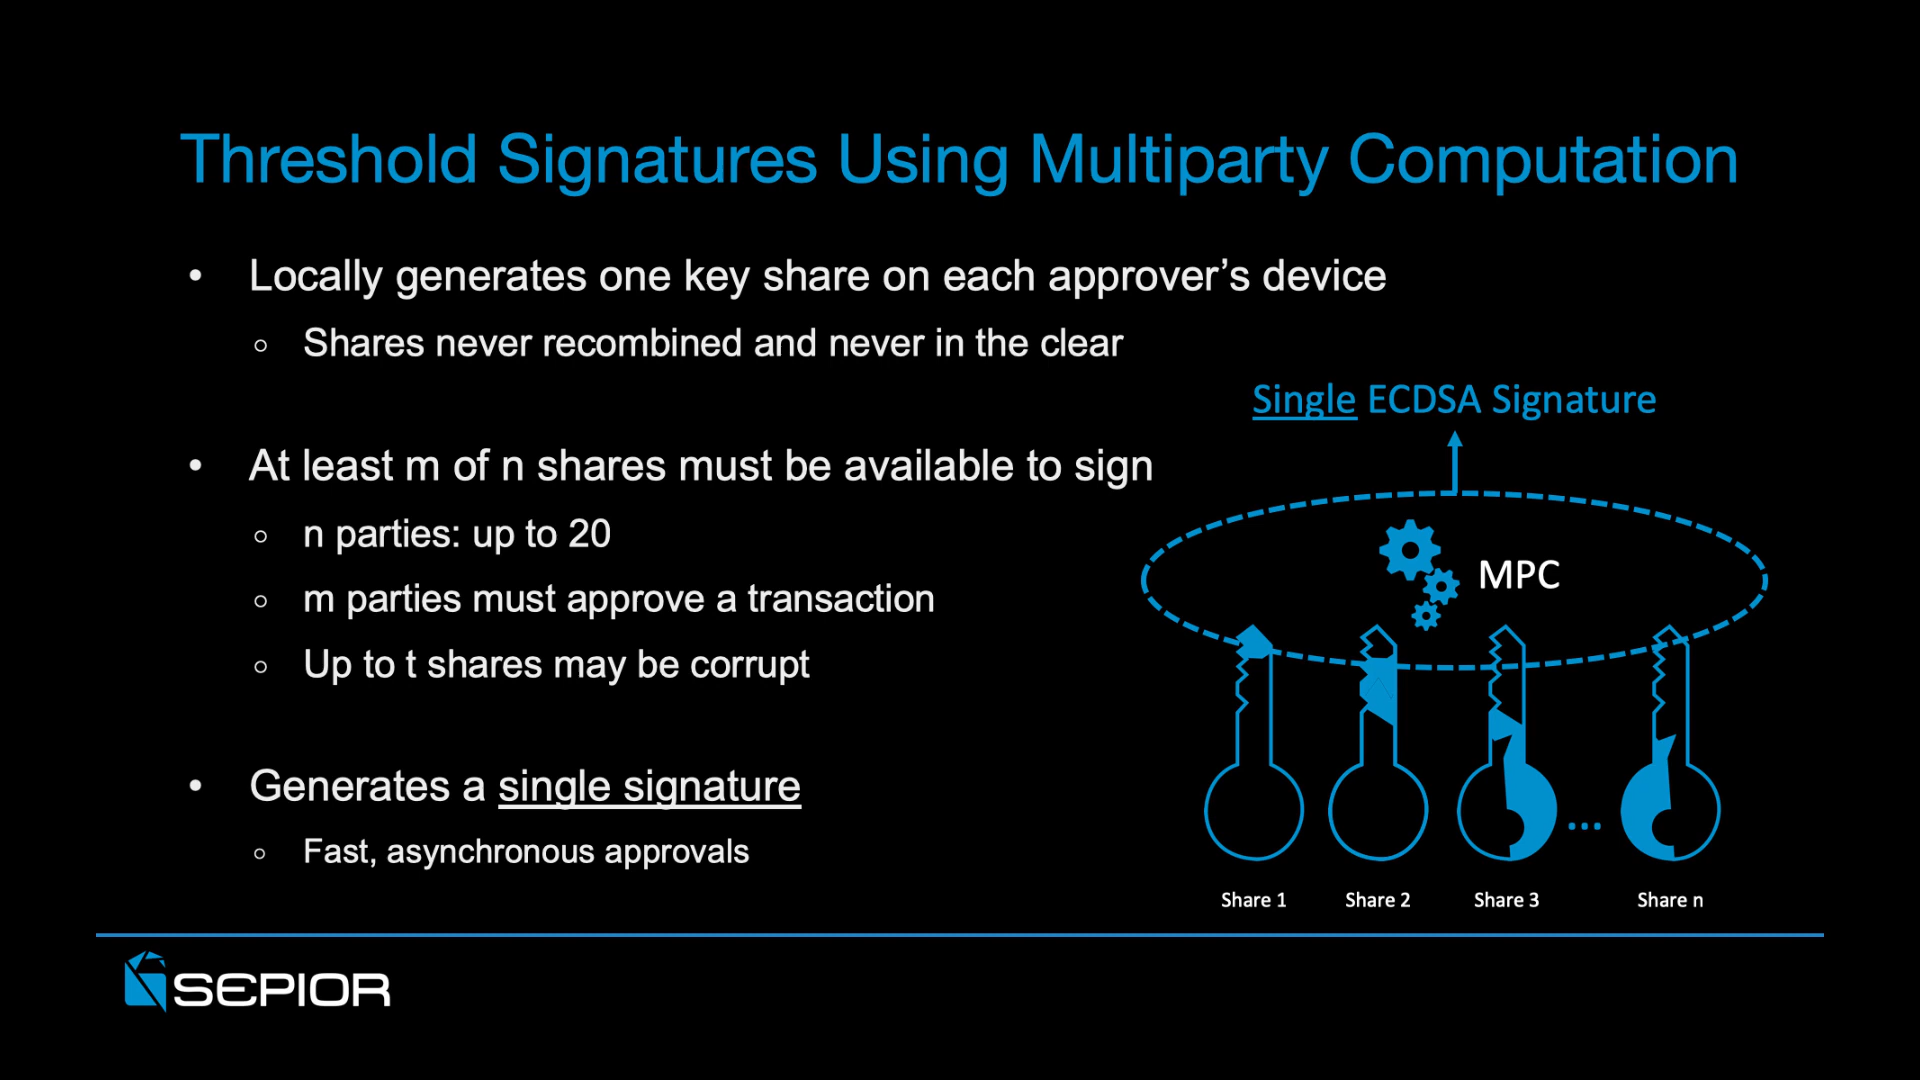 Threshold Signatures Using Multiparty Computation
• Locally generates one key share on each approver’s device
◦ Shares never recombined and never in the clear
• At least m of n shares must be available to sign
◦ n parties: up to 20
◦ m parties must approve a transaction
◦ Up to t shares may be corrupt
• Generates a single signature
◦ Fast, asynchronous approvals
Single ECDSA Signature
MPC
...
Share 1
Share 2
Share 3
Share n
SEPIOR